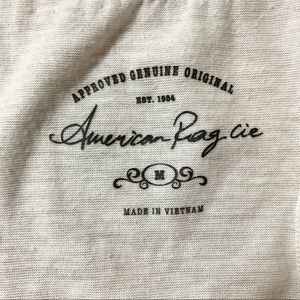 APPROVED GENUINE ORIGINAL
EST. 1984
American Rag Cie
M
MADE IN VIETNAM